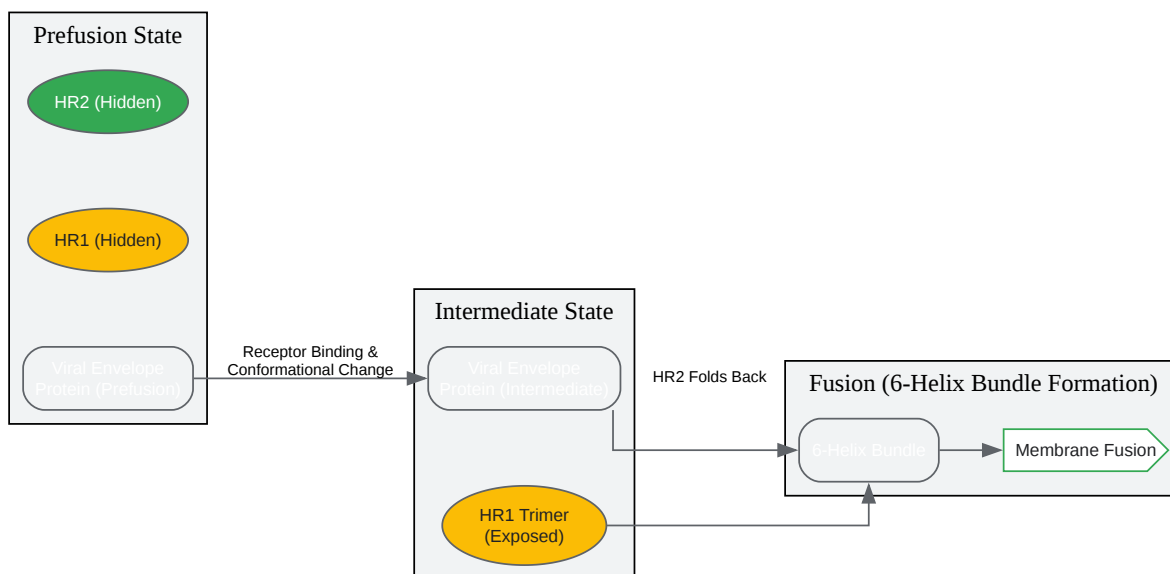 Prefusion State
HR2 (Hidden)
HR1 (Hidden)
Viral Envelope
Protein (Prefusion)
Receptor Binding &
Conformational Change
Intermediate State
Viral Envelope
Protein (Intermediate)
HR1 Trimer
(Exposed)
HR2 Folds Back
Fusion (6-Helix Bundle Formation)
6-Helix Bundle
Membrane Fusion